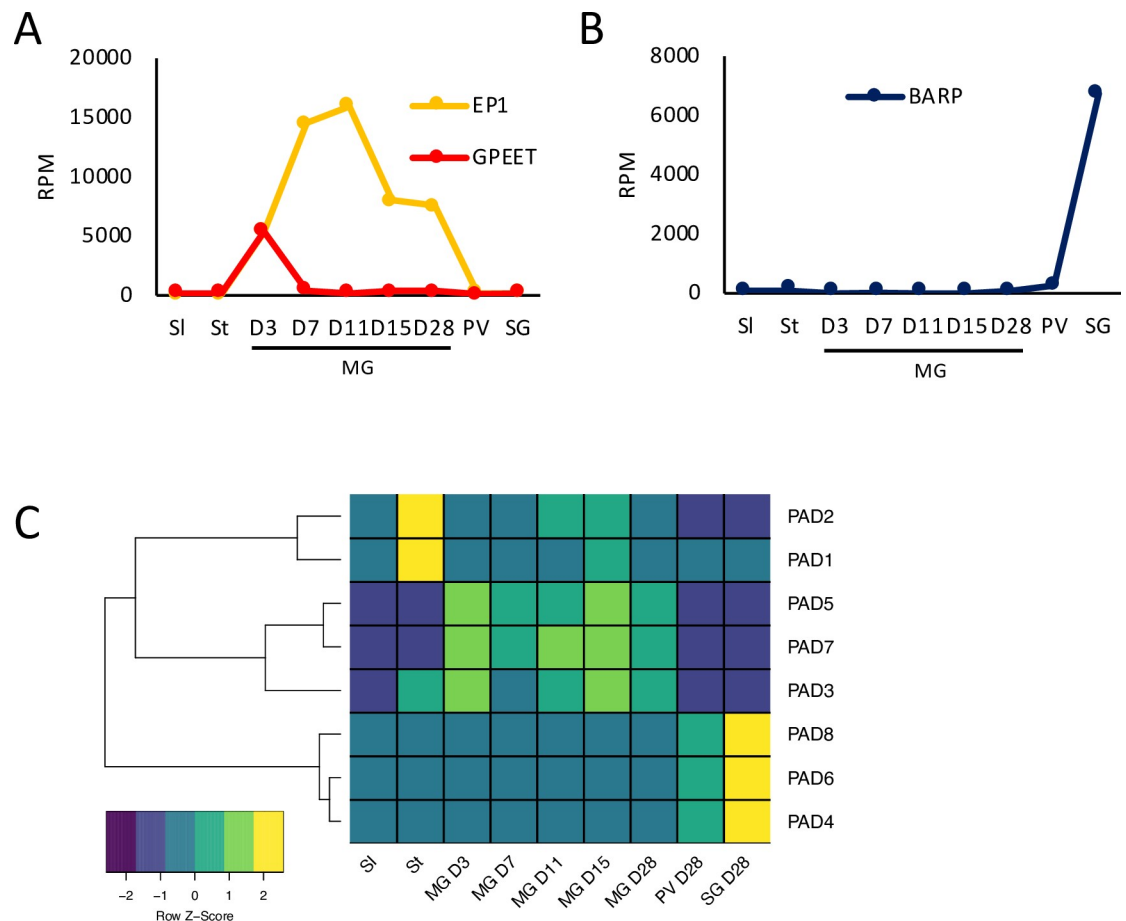 A
20000
15000
10000
5000
0
RPM
EP1
GPEET
Sl St D3 D7 D11 D15 D28 PV SG
MG
B
8000
6000
4000
2000
0
RPM
BARP
Sl St D3 D7 D11 D15 D28 PV SG
MG
C
PAD2
PAD1
PAD5
PAD7
PAD3
PAD8
PAD6
PAD4
Sl St MG D3 MG D7 MG D11 MG D15 MG D28 PV D28 SG D28
−2 −1 0 1 2
Row Z−Score